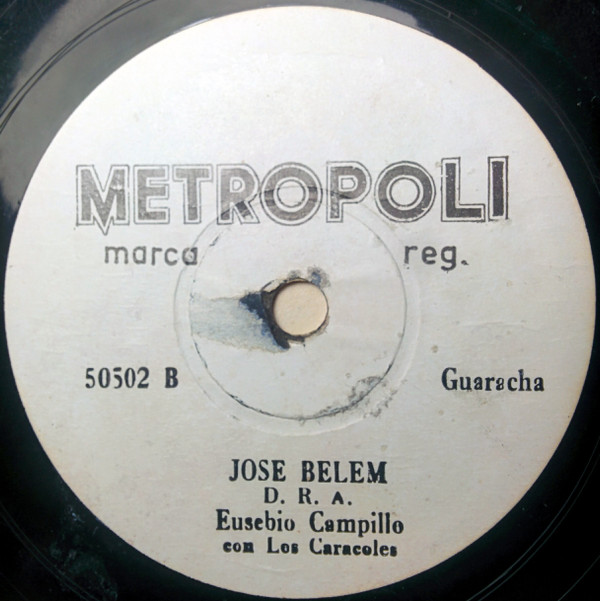 METROPOLI
marca reg.
50502 B Guaracha
JOSE BELEM
D. R. A.
Eusebio Campillo
con Los Caracoles